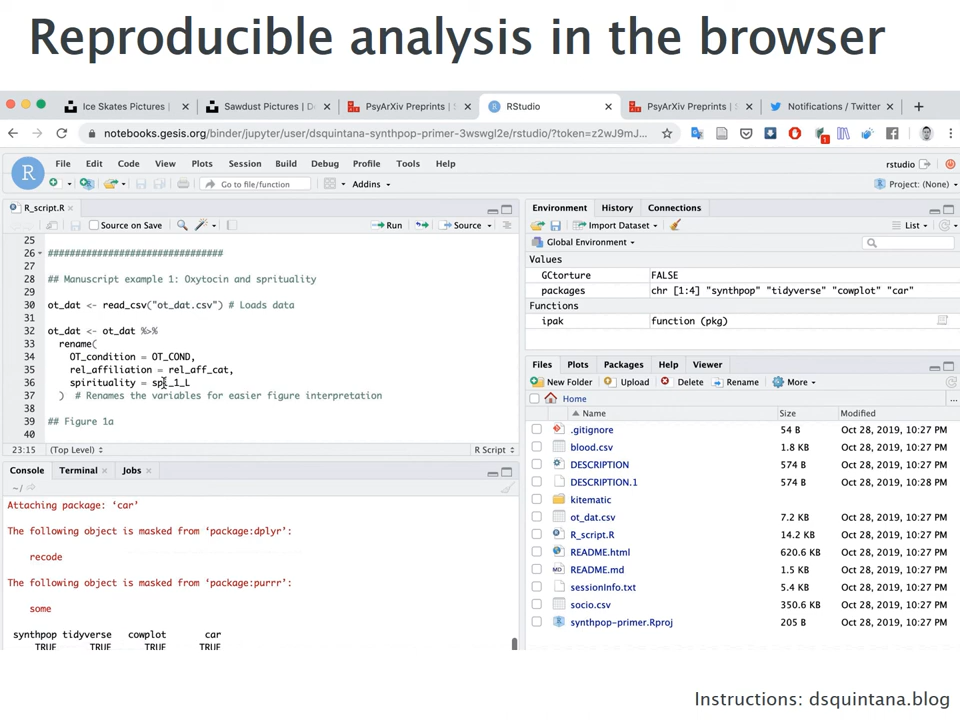 Reproducible analysis in the browser
Ice Skates Pictures | × Sawdust Pictures | Do × PsyArXiv Preprints | S × RStudio × PsyArXiv Preprints | S × Notifications / Twitter × +
notebooks.gesis.org/binder/jupyter/user/dsquintana-synthpop-primer-3wswgl2e/rstudio/?token=z2wJ9mJ...
R File Edit Code View Plots Session Build Debug Profile Tools Help rstudio
Go to file/function Addins Project: (None)
R_script.R ×
Source on Save Run Source
25
26 ################################
27
28 ## Manuscript example 1: Oxytocin and sprituality
29
30 ot_dat <- read_csv("ot_dat.csv") # Loads data
31
32 ot_dat <- ot_dat %>%
33 rename(
34 OT_condition = OT_COND,
35 rel_affiliation = rel_aff_cat,
36 spirituality = spi_1_L
37 ) # Renames the variables for easier figure interpretation
38
39 ## Figure 1a
40
23:15 (Top Level) R Script
Console Terminal × Jobs ×
~/
Attaching package: ‘car’
The following object is masked from ‘package:dplyr’:
recode
The following object is masked from ‘package:purrr’:
some
synthpop tidyverse cowplot car
TRUE TRUE TRUE TRUE
Environment History Connections
Import Dataset List
Global Environment
Values
GCtorture FALSE
packages chr [1:4] "synthpop" "tidyverse" "cowplot" "car"
Functions
ipak function (pkg)
Files Plots Packages Help Viewer
New Folder Upload Delete Rename More
Home ...
Name Size Modified
.gitignore 54 B Oct 28, 2019, 10:27 PM
blood.csv 1.8 KB Oct 28, 2019, 10:27 PM
DESCRIPTION 574 B Oct 28, 2019, 10:27 PM
DESCRIPTION.1 574 B Oct 28, 2019, 10:28 PM
kitematic
ot_dat.csv 7.2 KB Oct 28, 2019, 10:27 PM
R_script.R 14.2 KB Oct 28, 2019, 10:27 PM
README.html 620.6 KB Oct 28, 2019, 10:27 PM
README.md 1.5 KB Oct 28, 2019, 10:27 PM
sessionInfo.txt 5.4 KB Oct 28, 2019, 10:27 PM
socio.csv 350.6 KB Oct 28, 2019, 10:27 PM
synthpop-primer.Rproj 205 B Oct 28, 2019, 10:27 PM
Instructions: dsquintana.blog